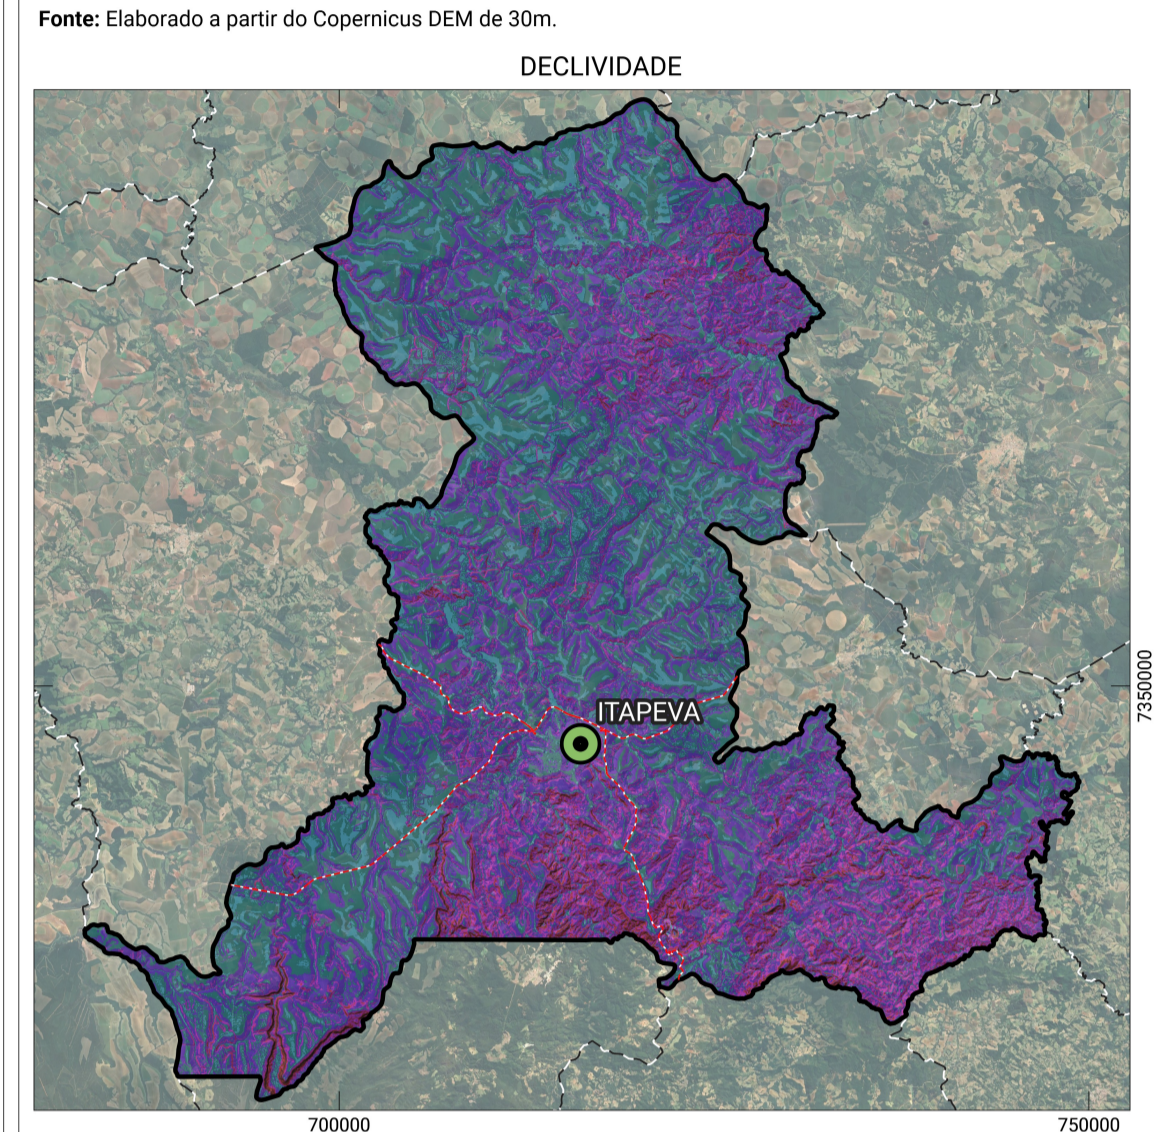 Fonte: Elaborado a partir do Copernicus DEM de 30m.
DECLIVIDADE
7350000
ITAPEVA
700000
750000